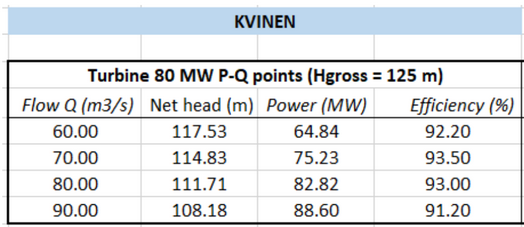 KVINEN
Turbine 80 MW P-Q points (Hgross = 125 m)
Flow Q (m3/s) Net head (m) Power (MW) Efficiency (%)
60.00 117.53 64.84 92.20
70.00 114.83 75.23 93.50
80.00 111.71 82.82 93.00
90.00 108.18 88.60 91.20